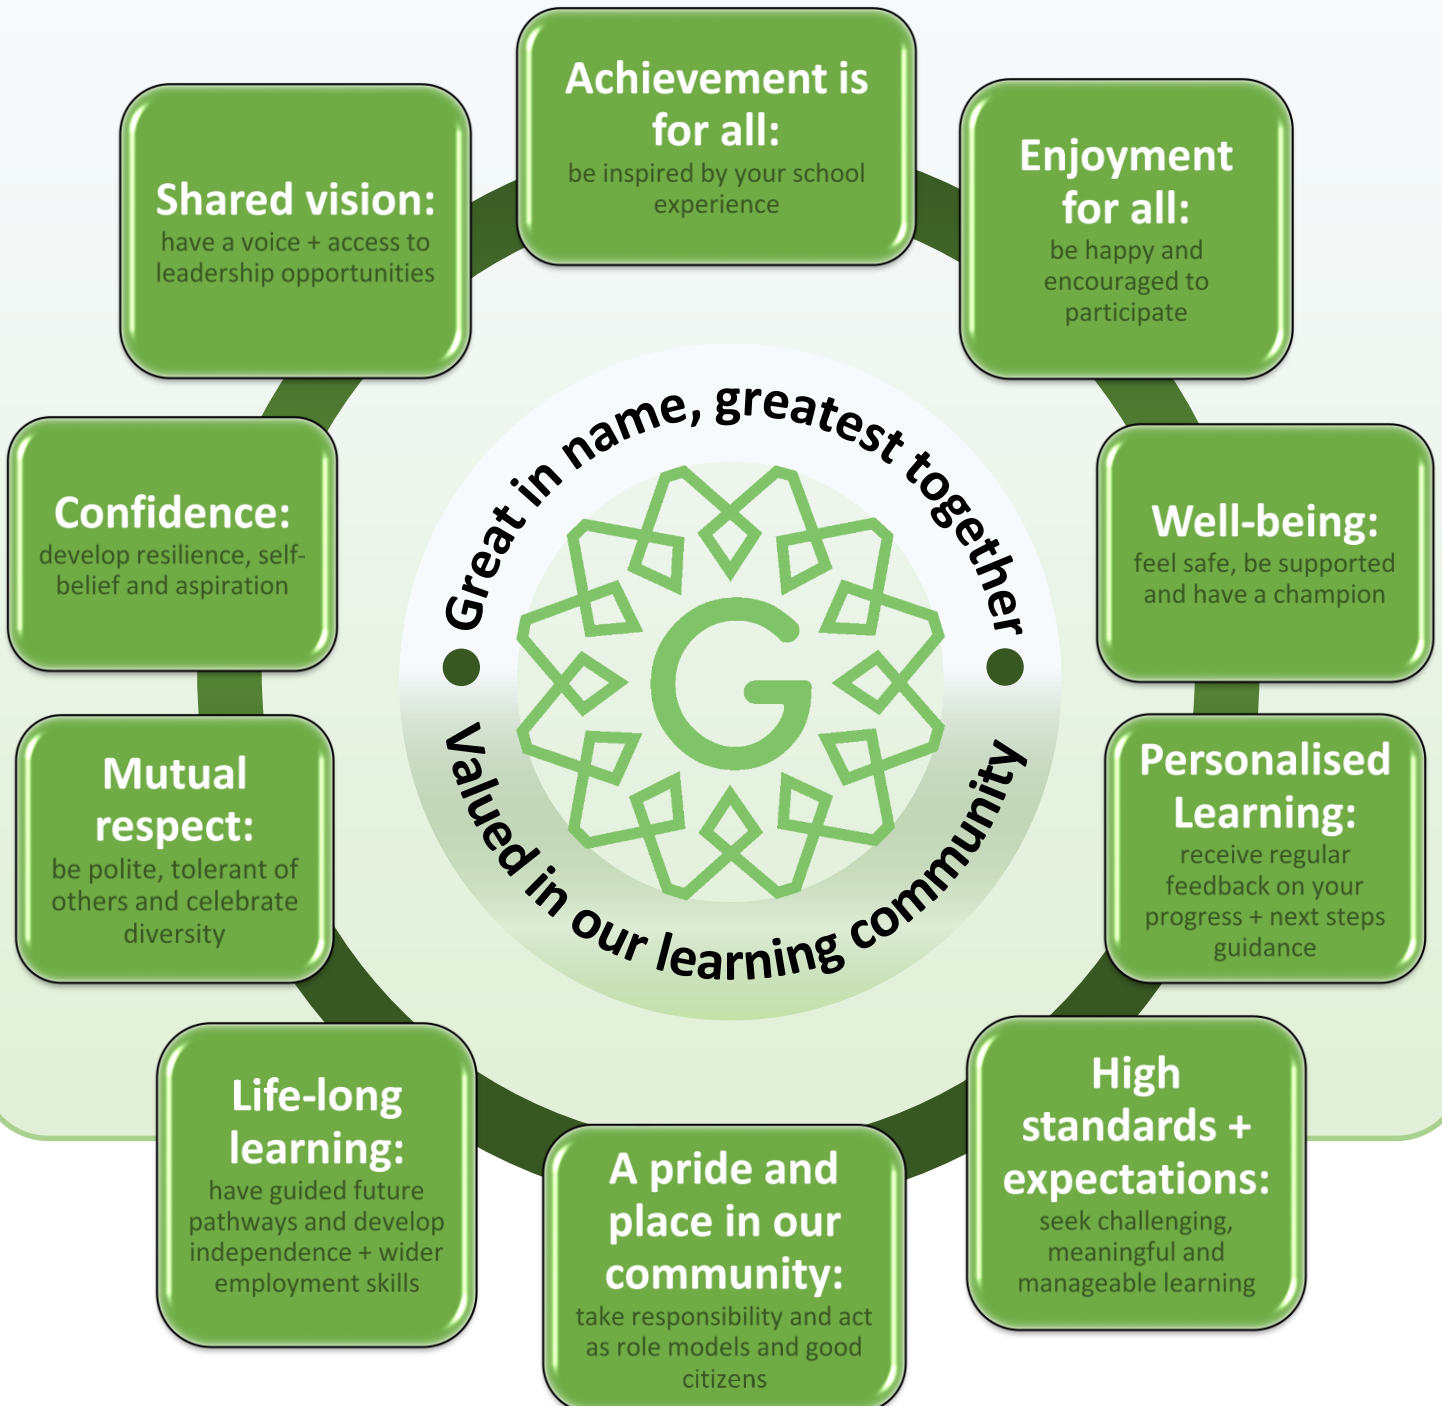 Achievement is
for all:
be inspired by your school
experience
Enjoyment
for all:
be happy and
encouraged to
participate
Well-being:
feel safe, be supported
and have a champion
Personalised
Learning:
receive regular
feedback on your
progress + next steps
guidance
High
standards +
expectations:
seek challenging,
meaningful and
manageable learning
A pride and
place in our
community:
take responsibility and act
as role models and good
citizens
Life-long
learning:
have guided future
pathways and develop
independence + wider
employment skills
Mutual
respect:
be polite, tolerant of
others and celebrate
diversity
Confidence:
develop resilience, self-
belief and aspiration
Shared vision:
have a voice + access to
leadership opportunities
Great in name, greatest together
G
Valued in our learning community